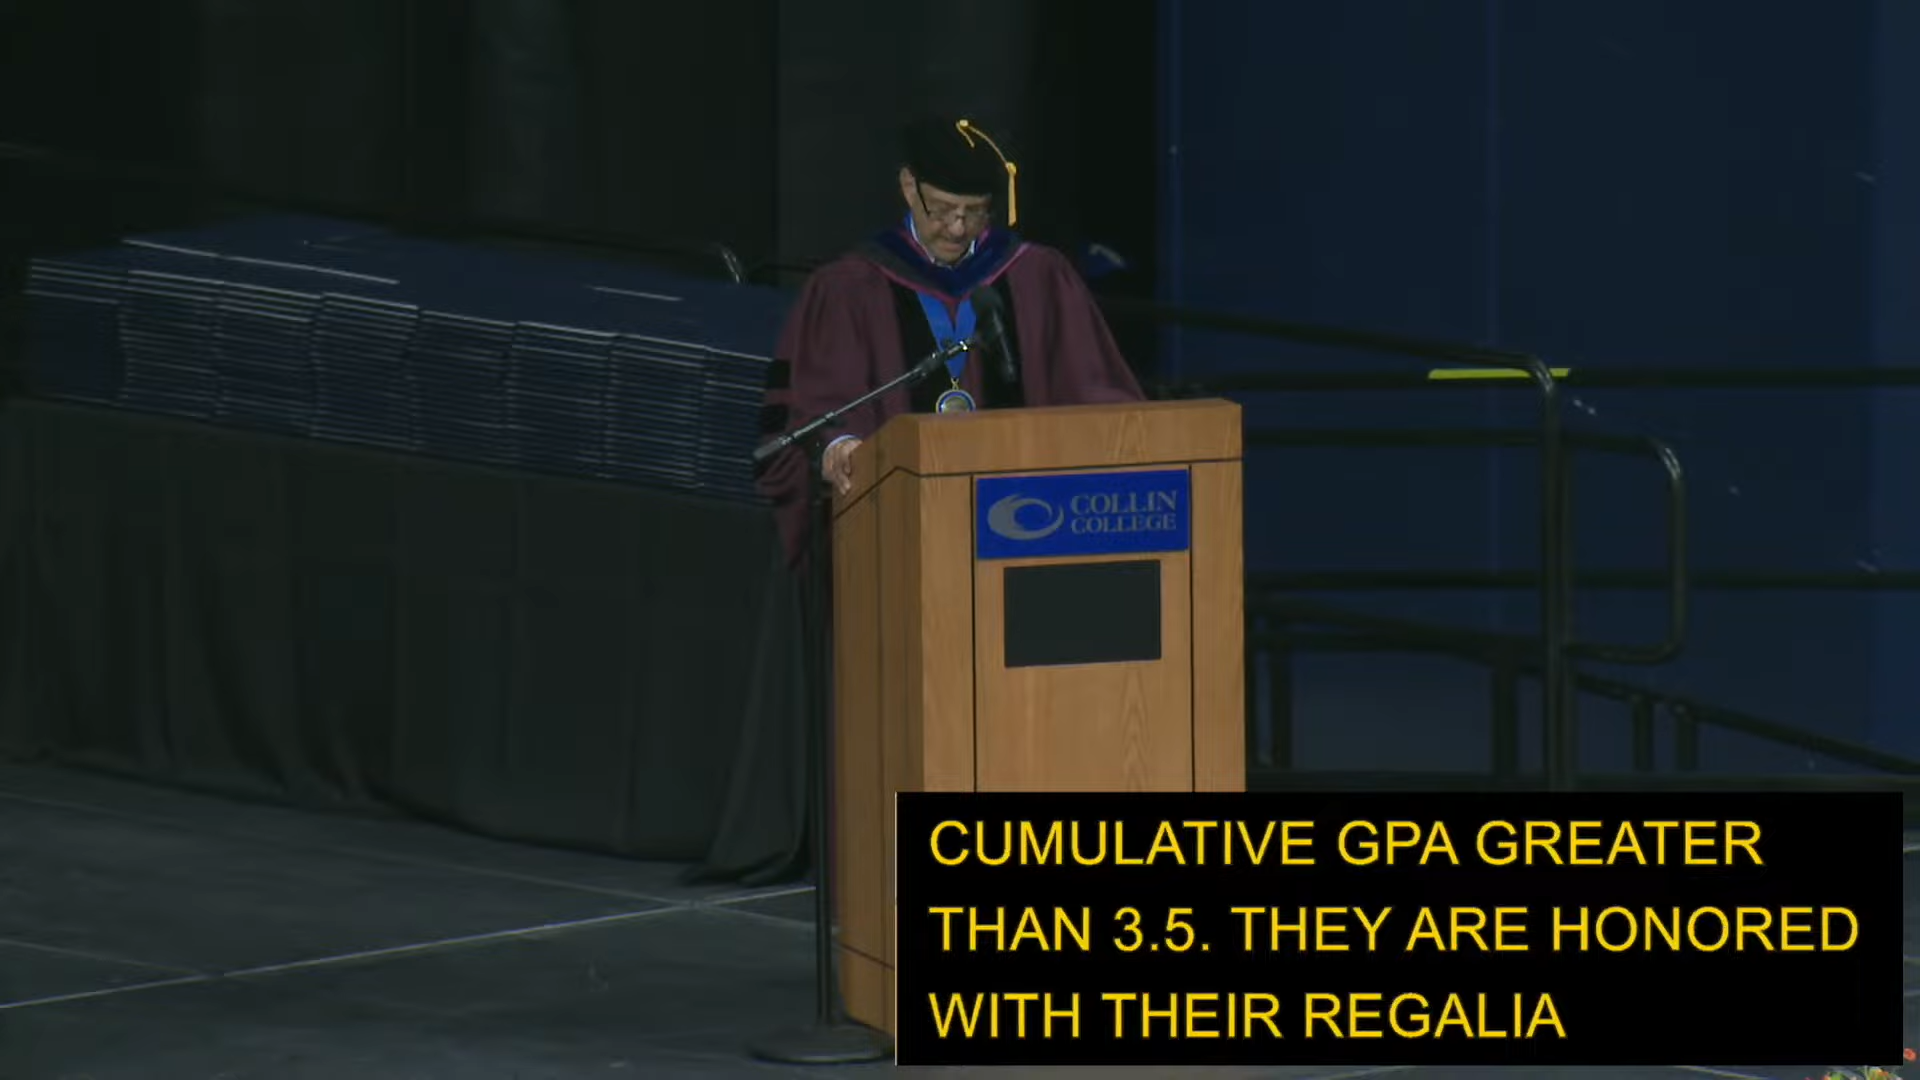 COLLIN
COLLEGE
CUMULATIVE GPA GREATER
THAN 3.5. THEY ARE HONORED
WITH THEIR REGALIA